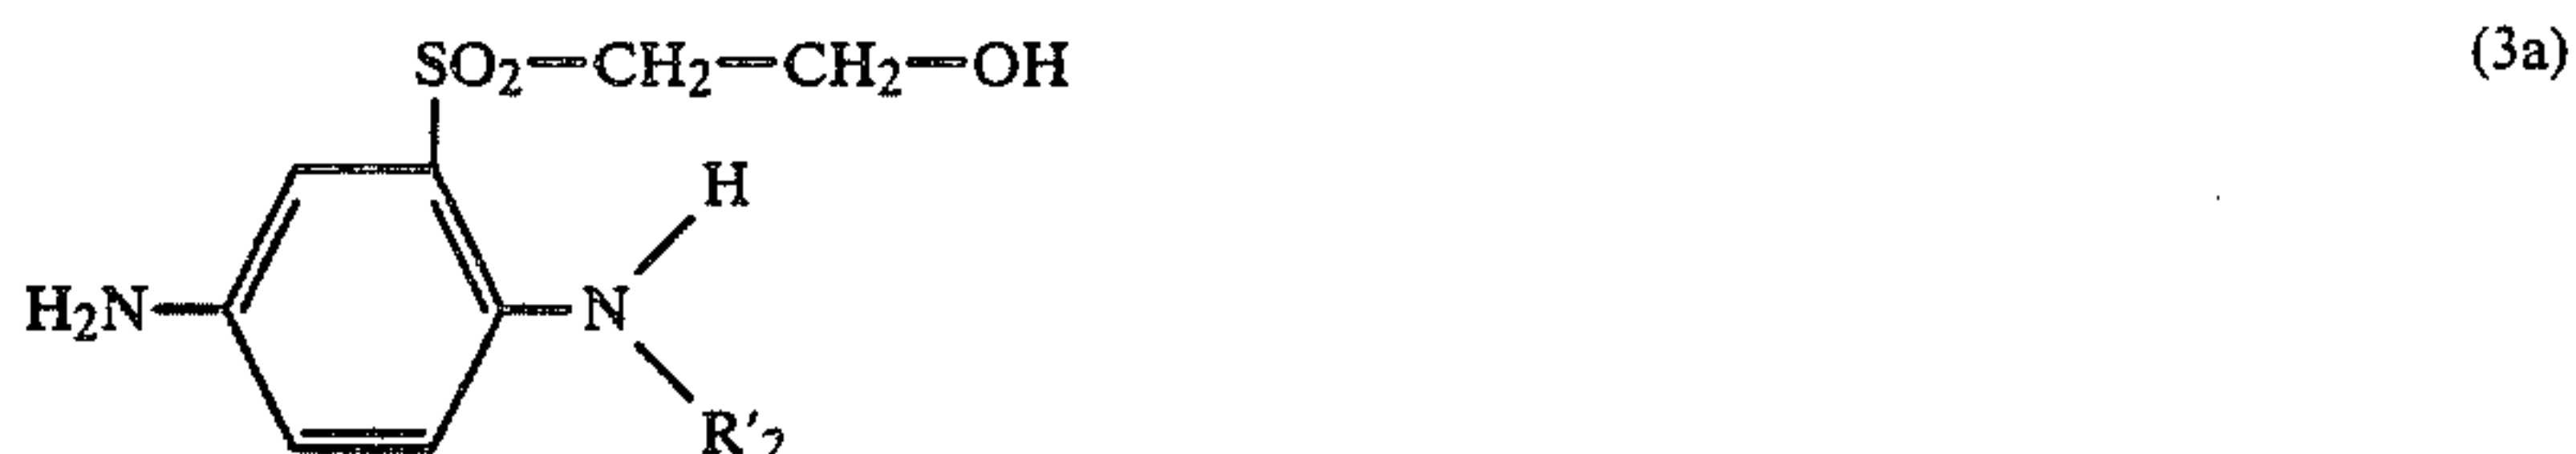 SO₂—CH₂—CH₂—OH (3a)
H
H₂N N
R'₂